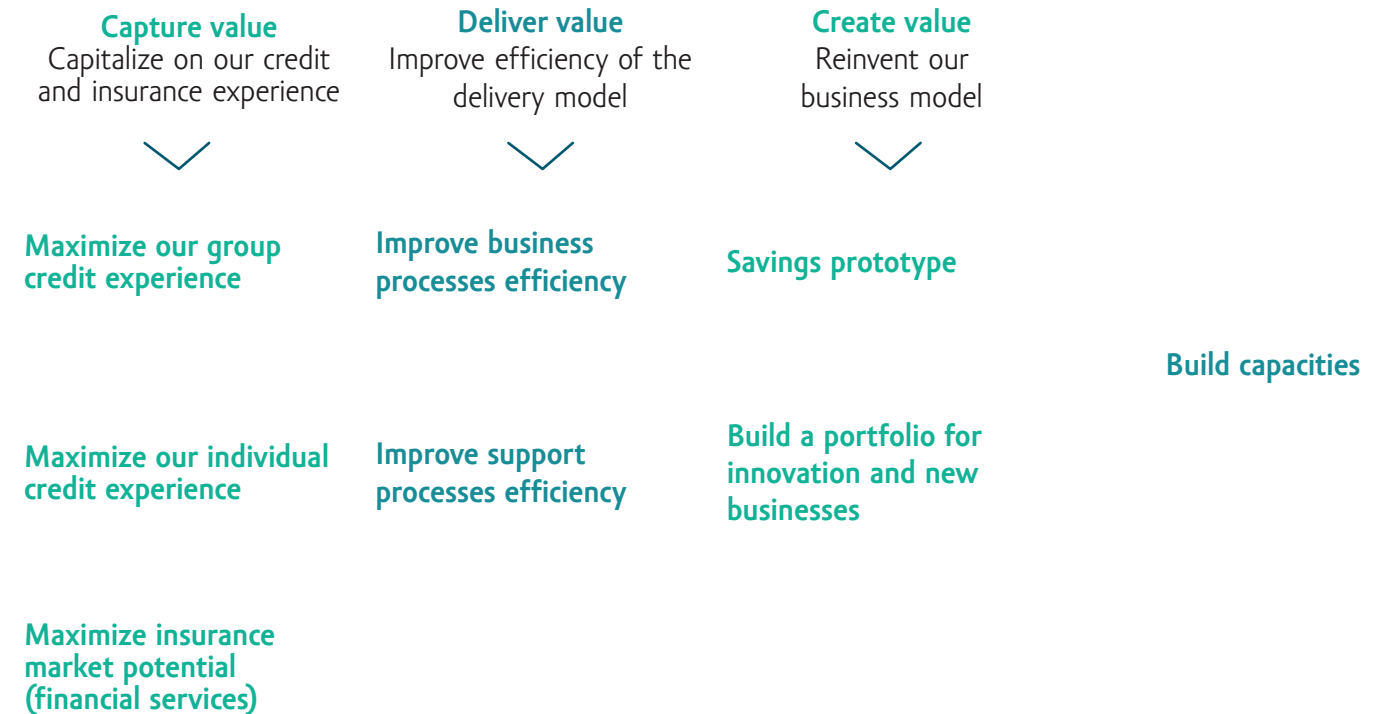 Capture value
Capitalize on our credit
and insurance experience
Deliver value
Improve efficiency of the
delivery model
Create value
Reinvent our
business model
Maximize our group
credit experience
Improve business
processes efficiency
Savings prototype
Build capacities
Maximize our individual
credit experience
Improve support
processes efficiency
Build a portfolio for
innovation and new
businesses
Maximize insurance
market potential
(financial services)